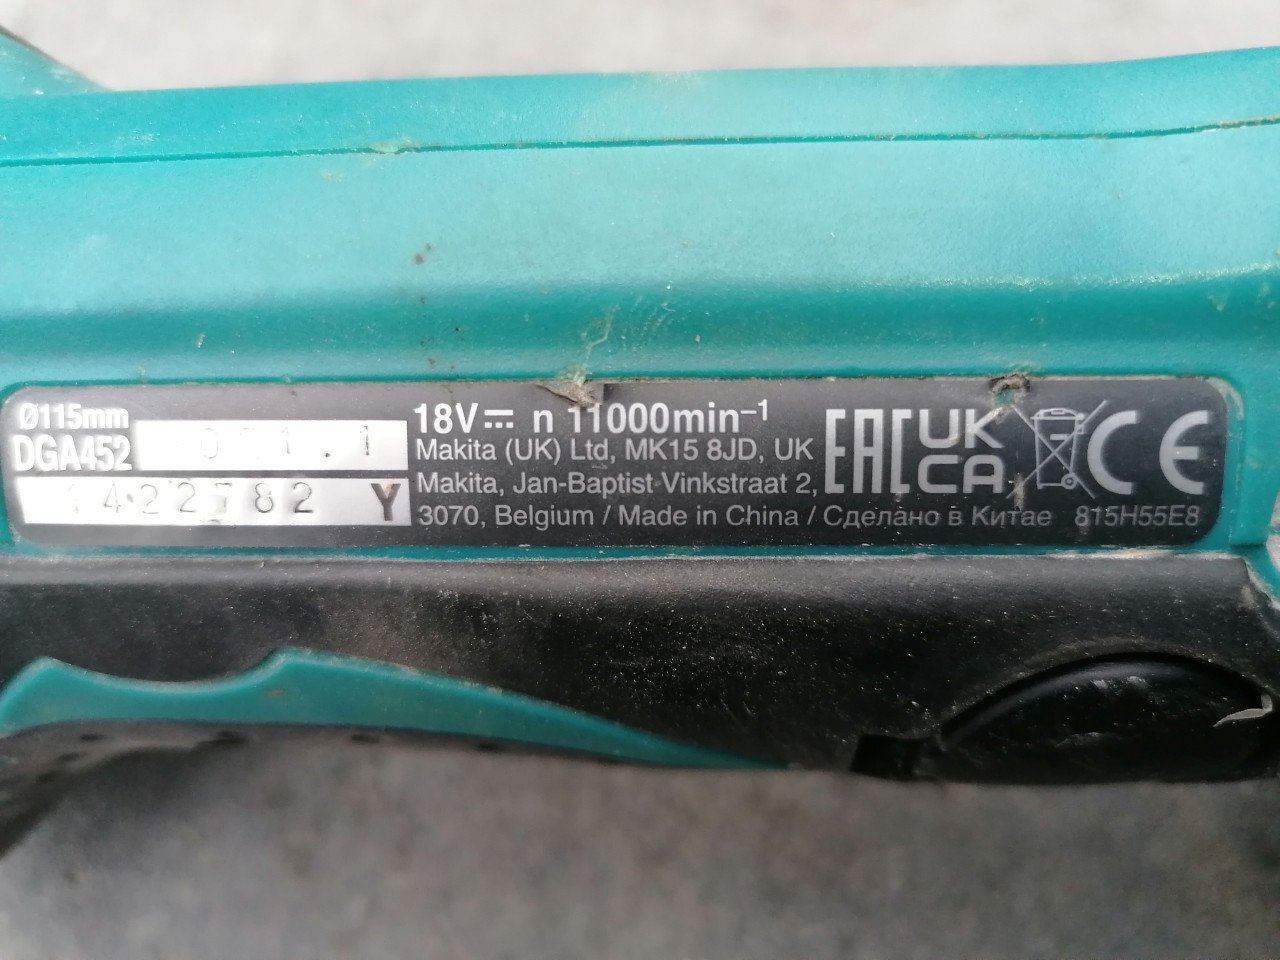 Ø115mm
DGA452
422782 Y
18V⎓ n 11000min⁻¹
Makita (UK) Ltd, MK15 8JD, UK
Makita, Jan-Baptist Vinkstraat 2,
3070, Belgium / Made in China / Сделано в Китае 815H55E8
EAC
UK
CA
CE